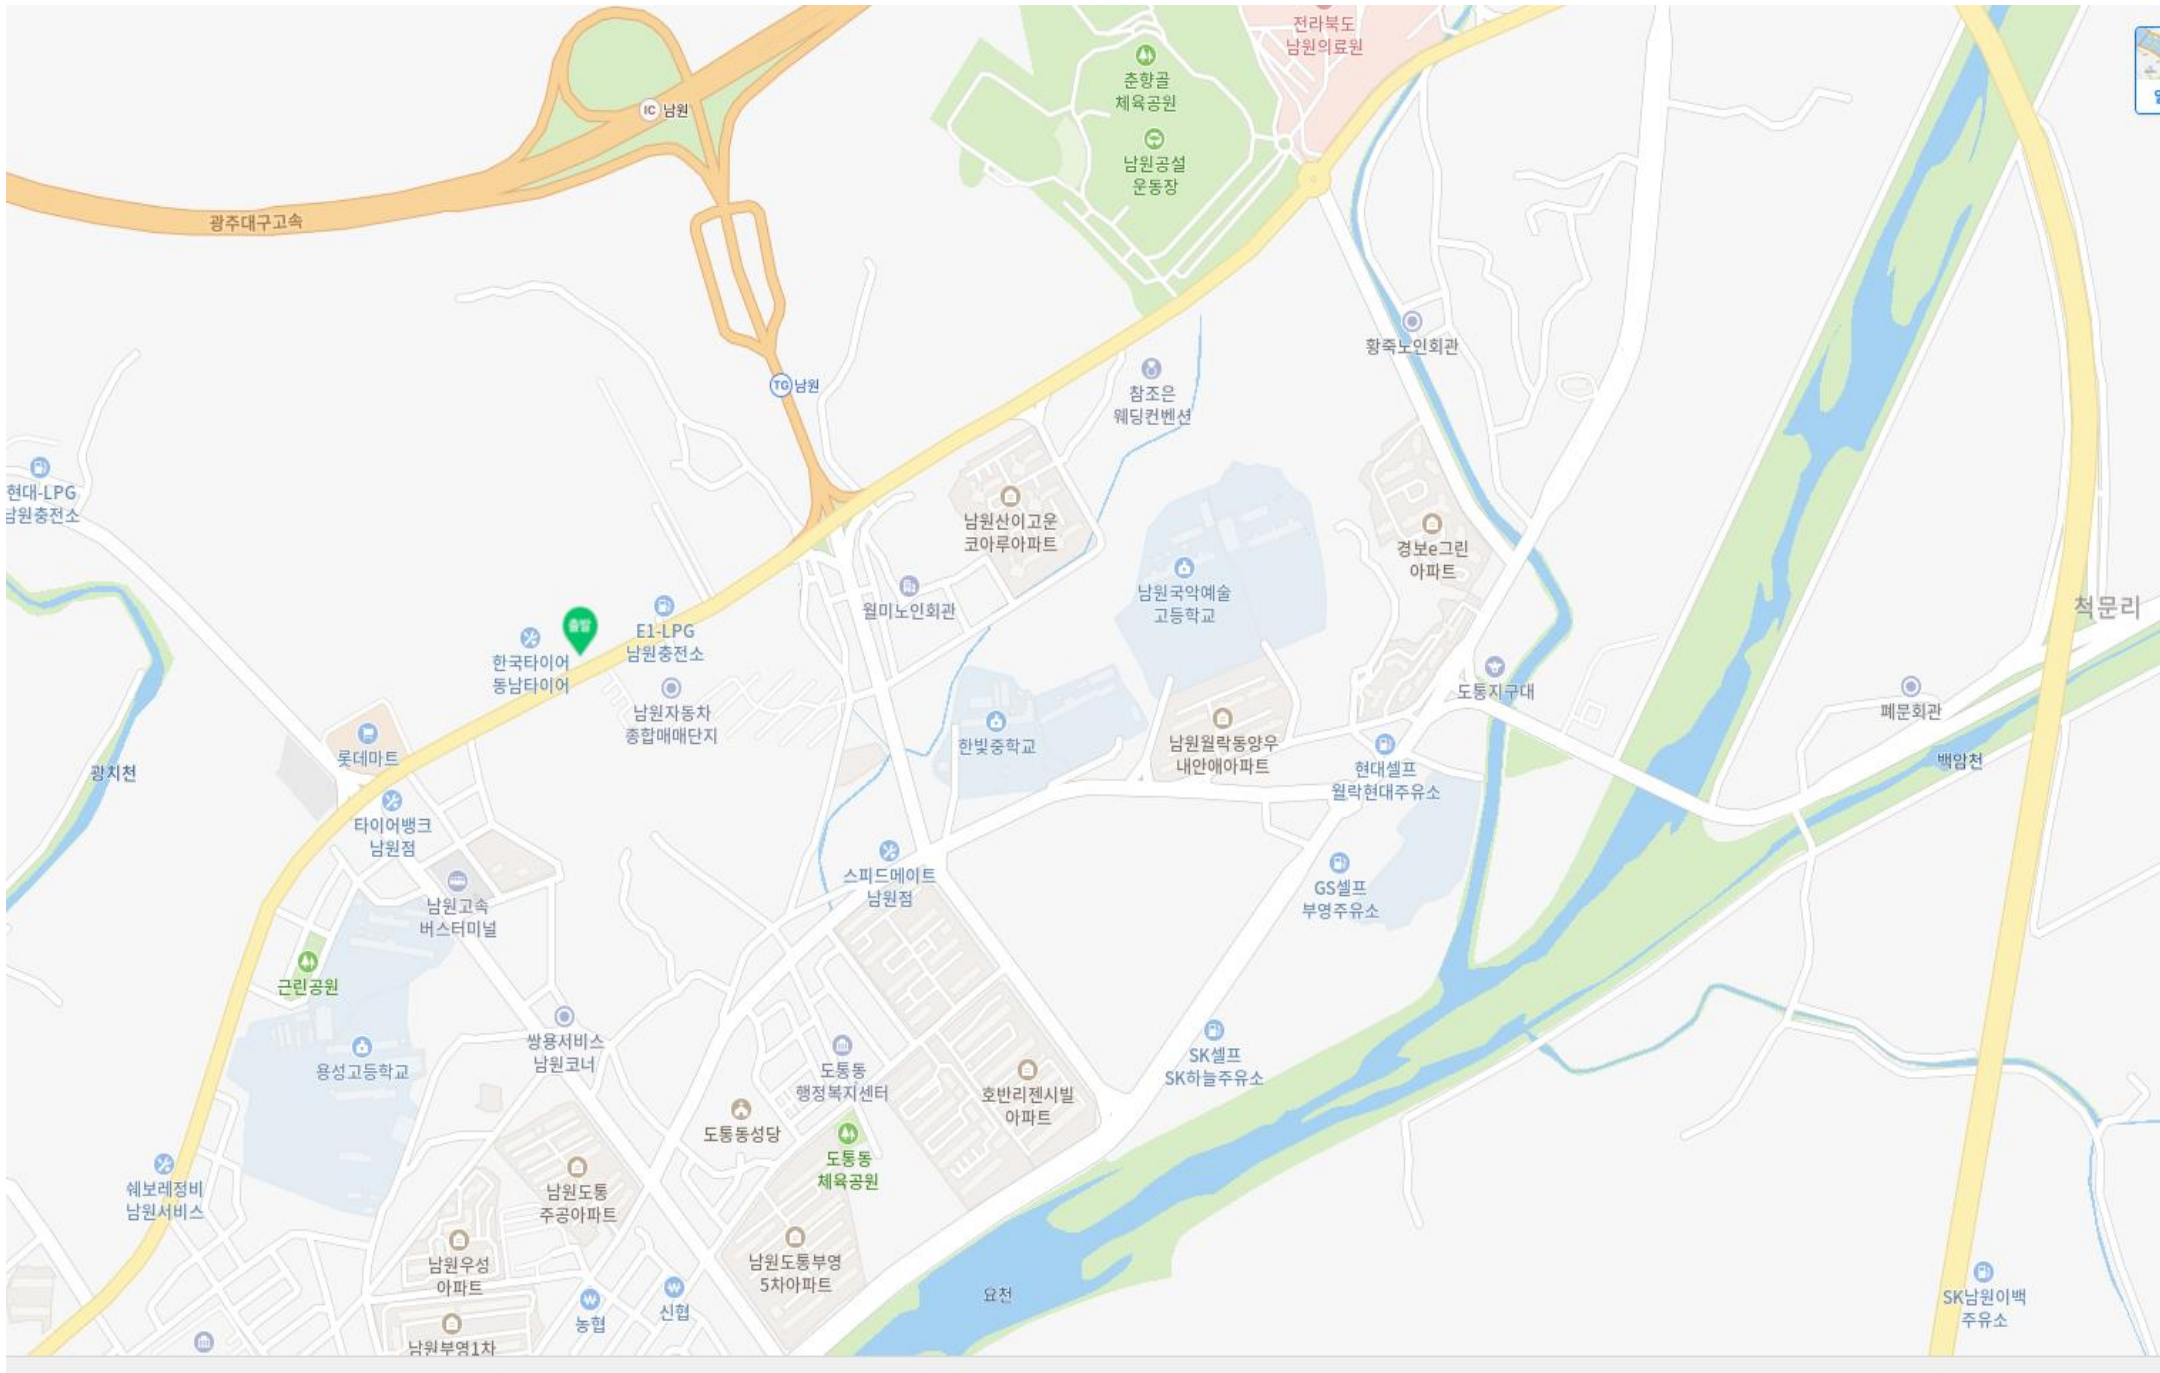 전라북도
남원의료원
춘향골
체육공원
IC 남원
남원공설
운동장
광주대구고속
황죽노인회관
TG 남원
참조은
웨딩컨벤션
현대-LPG
남원충전소
남원산이고운
코아루아파트
경보e그린
아파트
남원국악예술
고등학교
월미노인회관
척문리
출발
E1-LPG
남원충전소
한국타이어
동남타이어
도통지구대
남원자동차
종합매매단지
폐문회관
한빛중학교
남원월락동양우
내안애아파트
롯데마트
광치천
백암천
현대셀프
월락현대주유소
타이어뱅크
남원점
스피드메이트
남원점
GS셀프
부영주유소
남원고속
버스터미널
근린공원
쌍용서비스
남원코너
용성고등학교
SK셀프
SK하늘주유소
도통동
행정복지센터
호반리젠시빌
아파트
도통동성당
도통동
체육공원
쉐보레정비
남원서비스
남원도통
주공아파트
남원우성
아파트
남원도통부영
5차아파트
요천
SK남원이백
주유소
신협
농협
남원부영1차